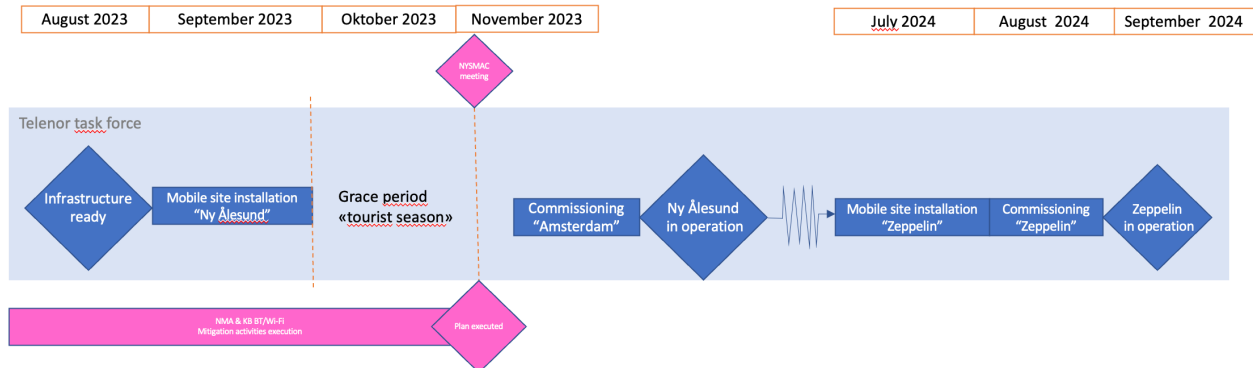 August 2023
September 2023
Oktober 2023
November 2023
July 2024
August 2024
September 2024
NYSMAC
meeting
Telenor task force
Infrastructure
ready
Mobile site installation
“Ny Ålesund”
Grace period
«tourist season»
Commissioning
“Amsterdam”
Ny Ålesund
in operation
Mobile site installation
“Zeppelin”
Commissioning
“Zeppelin”
Zeppelin
in operation
NMA & KB BT/Wi-Fi
Mitigation activities execution
Plan executed